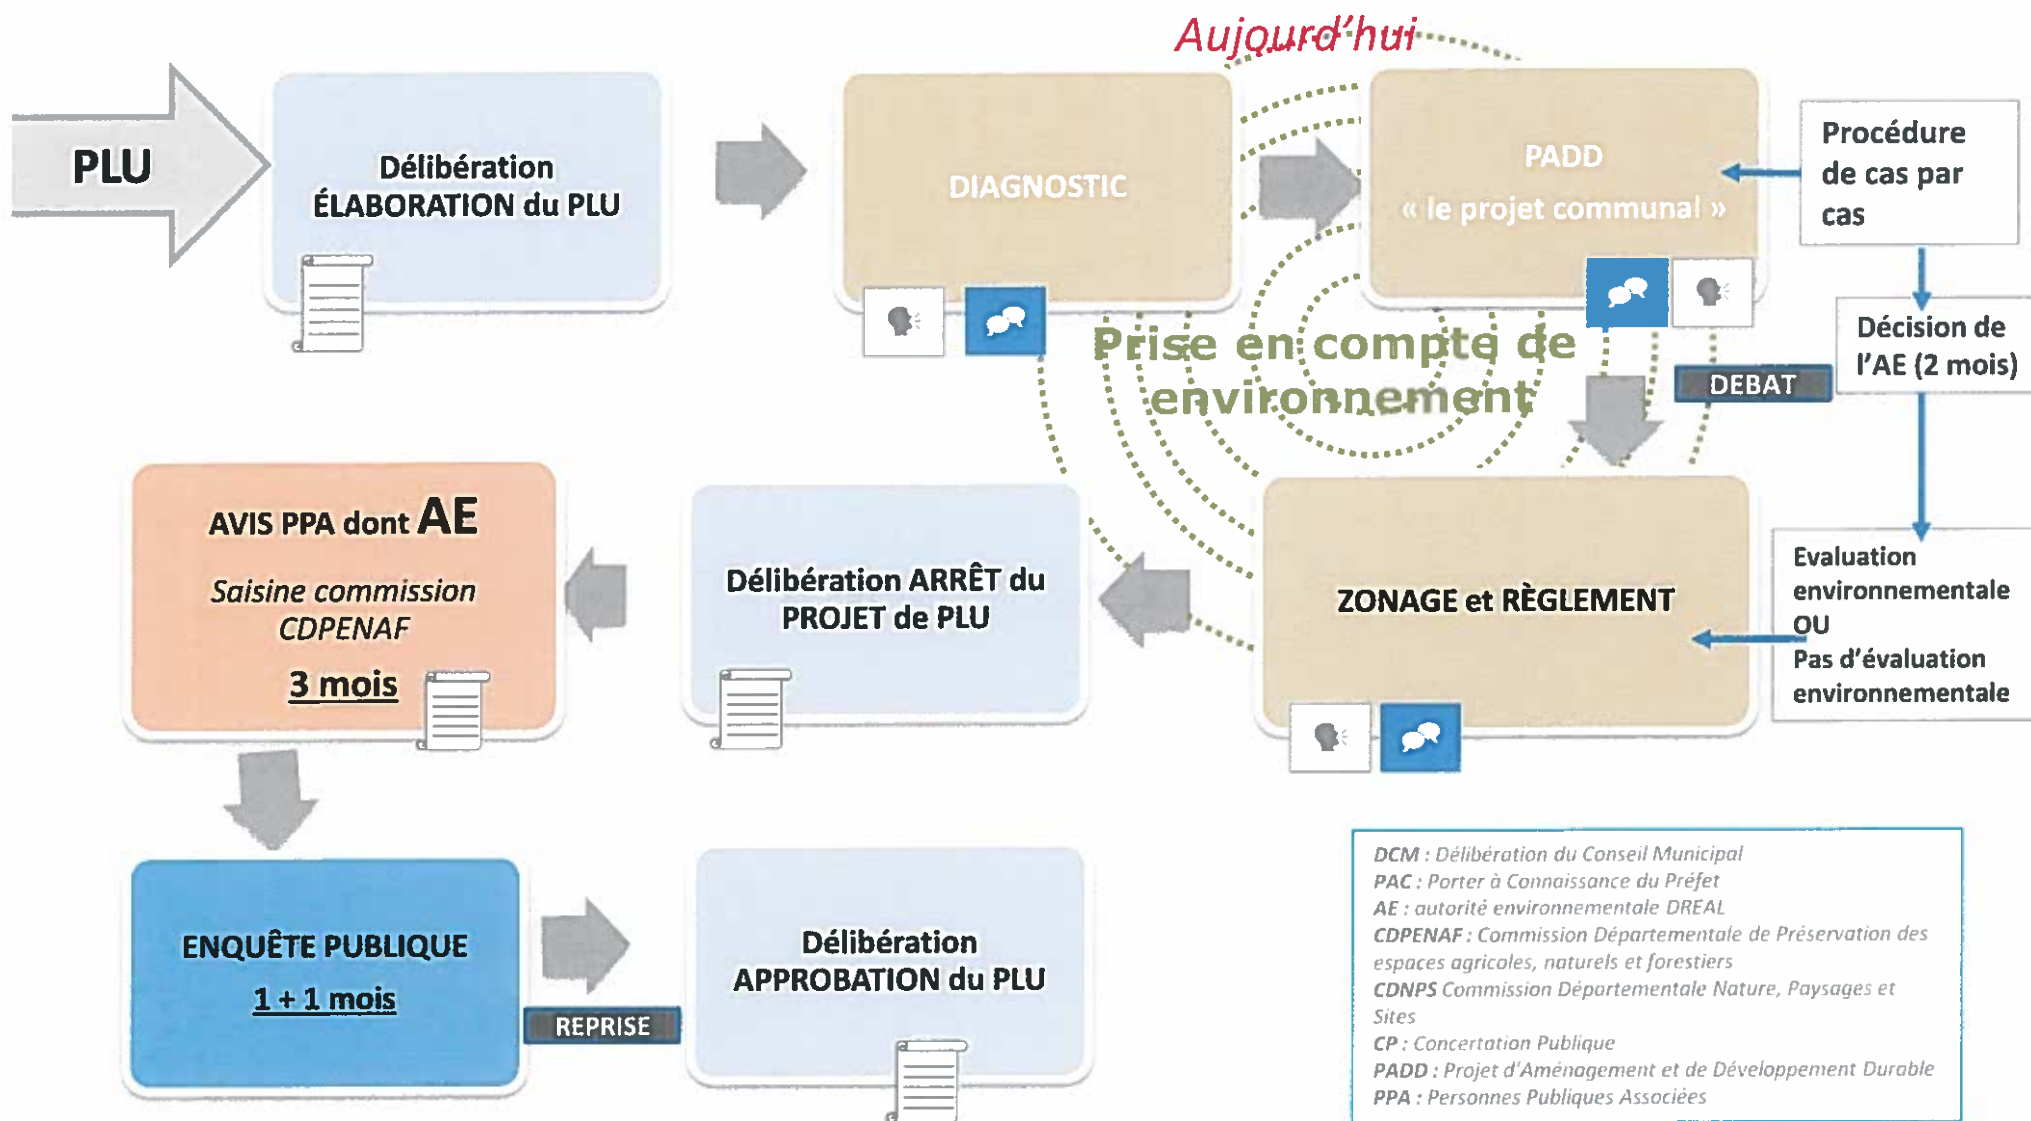 Aujourd'hui
PLU
Délibération
ÉLABORATION du PLU
DIAGNOSTIC
PADD
« le projet communal »
Procédure
de cas par
cas
Décision de
l'AE (2 mois)
DEBAT
Prise en compte de
environnement
Evaluation
environnementale
OU
Pas d'évaluation
environnementale
ZONAGE et RÈGLEMENT
Délibération ARRÊT du
PROJET de PLU
AVIS PPA dont AE
Saisine commission
CDPENAF
3 mois
ENQUÊTE PUBLIQUE
1 + 1 mois
REPRISE
Délibération
APPROBATION du PLU
DCM : Délibération du Conseil Municipal
PAC : Porter à Connaissance du Préfet
AE : autorité environnementale DREAL
CDPENAF : Commission Départementale de Préservation des
espaces agricoles, naturels et forestiers
CDNPS Commission Départementale Nature, Paysages et
Sites
CP : Concertation Publique
PADD : Projet d'Aménagement et de Développement Durable
PPA : Personnes Publiques Associées